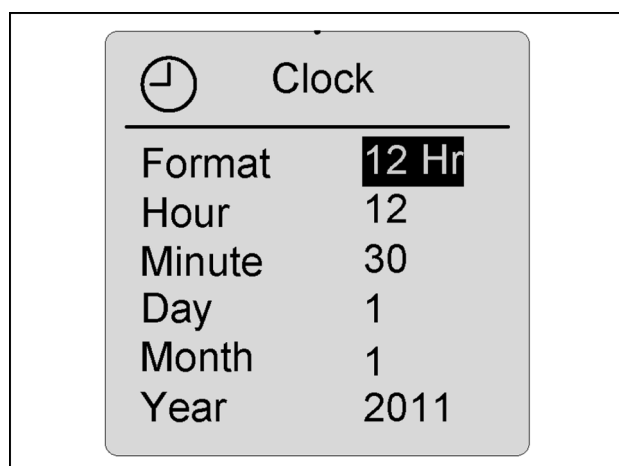 Clock
Format 12 Hr
Hour 12
Minute 30
Day 1
Month 1
Year 2011